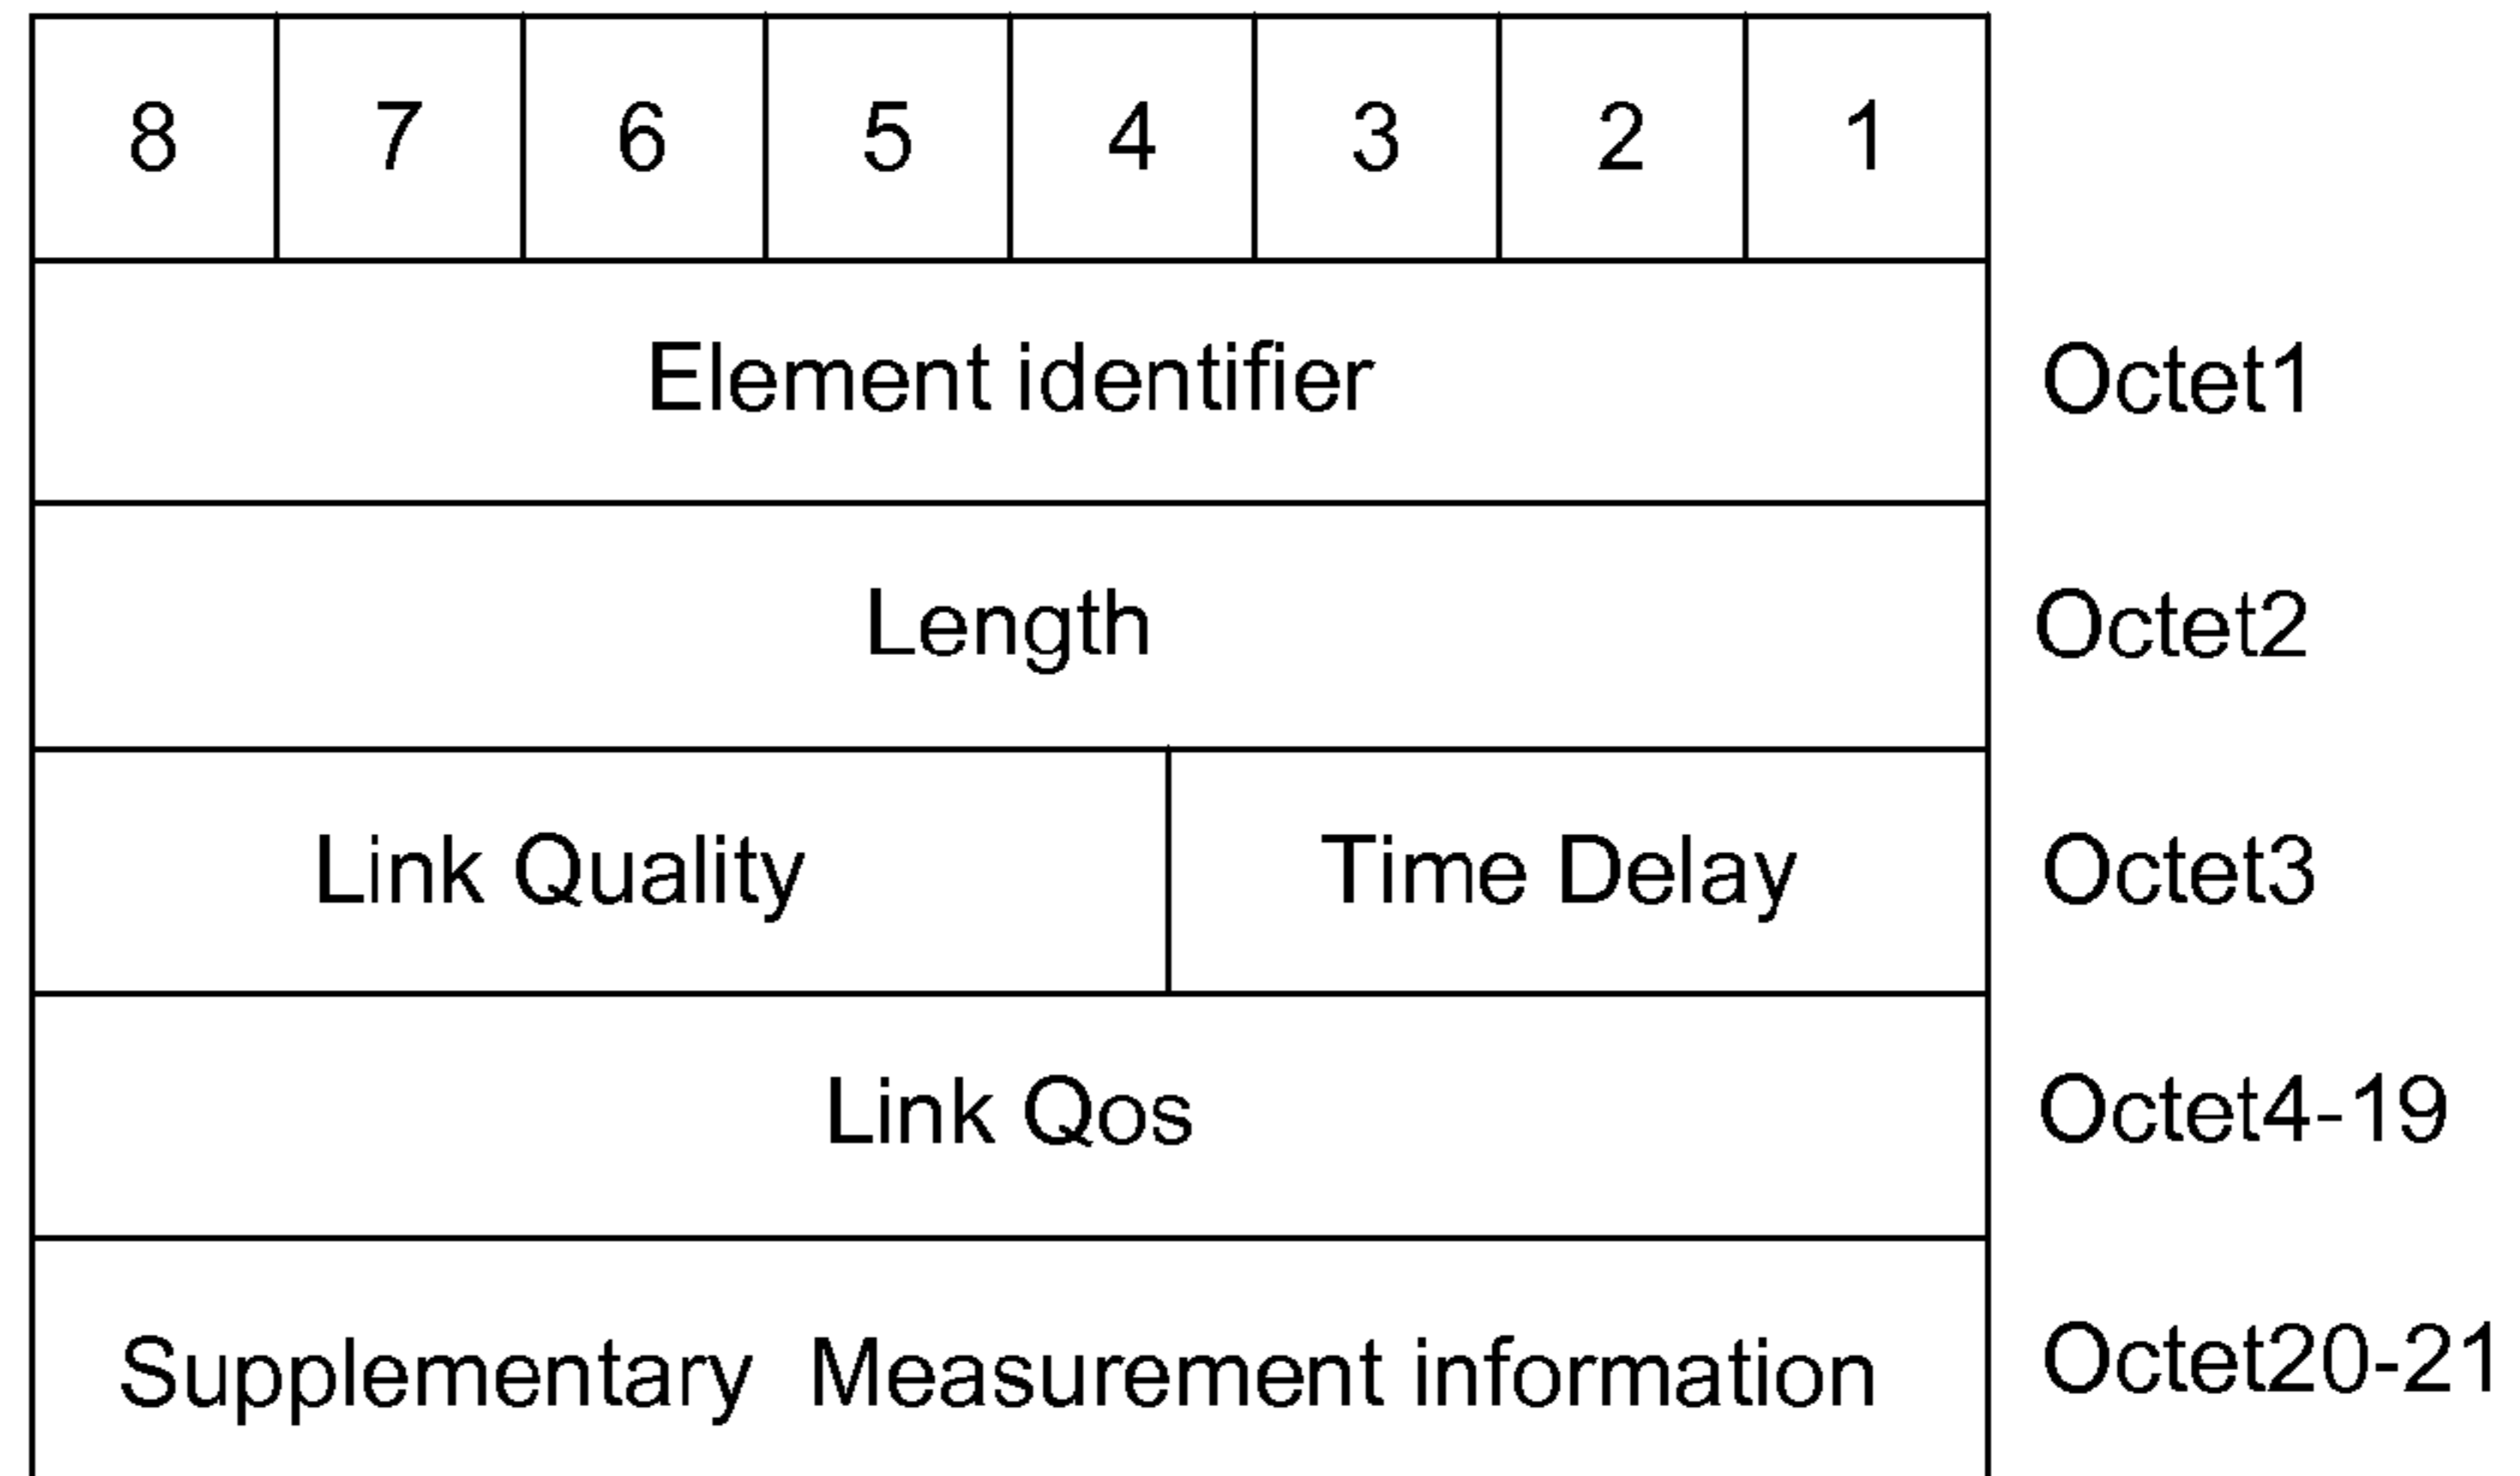 8 7 6 5 4 3 2 1
Element identifier Octet1
Length Octet2
Link Quality Time Delay Octet3
Link Qos Octet4-19
Supplementary Measurement information Octet20-21